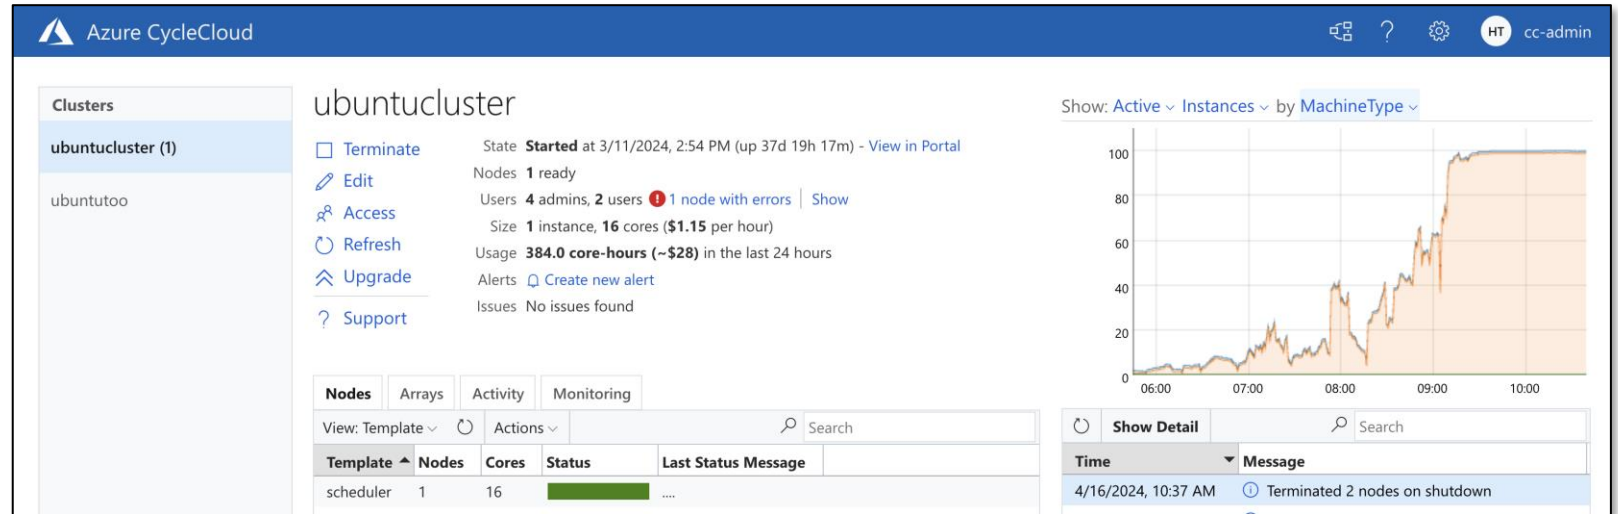 Azure CycleCloud
HT cc-admin
Clusters
ubuntucluster (1)
ubuntutoo
ubuntucluster
Terminate
Edit
Access
Refresh
Upgrade
Support
State Started at 3/11/2024, 2:54 PM (up 37d 19h 17m) - View in Portal
Nodes 1 ready
Users 4 admins, 2 users 1 node with errors | Show
Size 1 instance, 16 cores ($1.15 per hour)
Usage 384.0 core-hours (~$28) in the last 24 hours
Alerts Create new alert
Issues No issues found
Show: Active Instances by MachineType
100
80
60
40
20
0
06:00 07:00 08:00 09:00 10:00
Nodes Arrays Activity Monitoring
View: Template Actions Search
Template Nodes Cores Status Last Status Message
scheduler 1 16 ....
Show Detail Search
Time Message
4/16/2024, 10:37 AM Terminated 2 nodes on shutdown